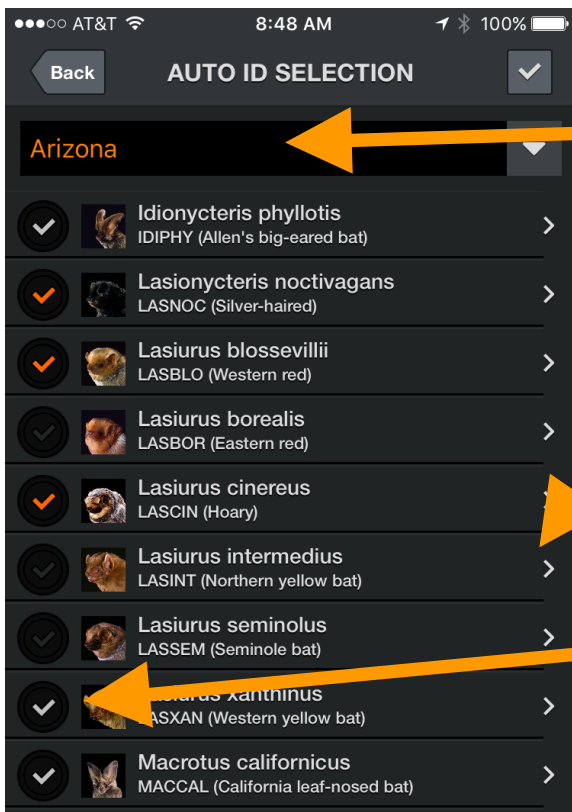 AT&T 8:48 AM 100%
Back AUTO ID SELECTION
Arizona
Idionycteris phyllotis
IDIPHY (Allen's big-eared bat)
Lasionycteris noctivagans
LASNOC (Silver-haired)
Lasiurus blossevillii
LASBLO (Western red)
Lasiurus borealis
LASBOR (Eastern red)
Lasiurus cinereus
LASCIN (Hoary)
Lasiurus intermedius
LASINT (Northern yellow bat)
Lasiurus seminolus
LASSEM (Seminole bat)
xanthinus
(Western yellow bat)
Macrotus californicus
MACCAL (California leaf-nosed bat)